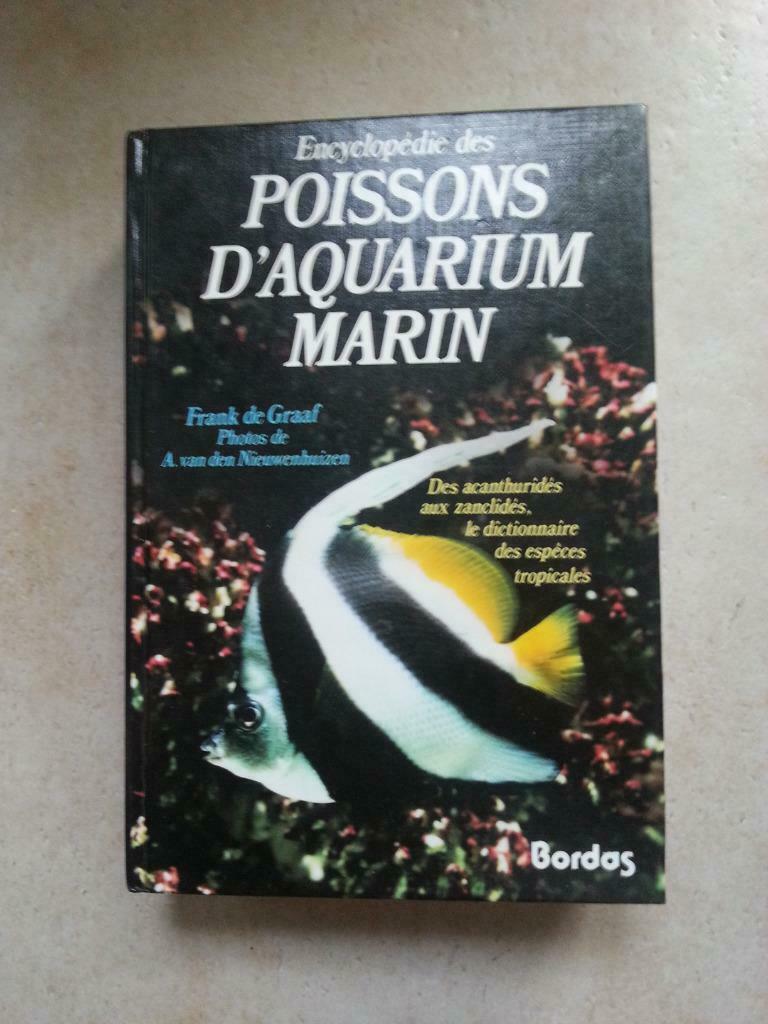 Encyclopédie des
POISSONS
D'AQUARIUM
MARIN
Frank de Graaf
Photos de
A. van den Nieuwenhuizen
Des acanthuridés
aux zanclidés,
le dictionnaire
des espèces
tropicales
Bordas